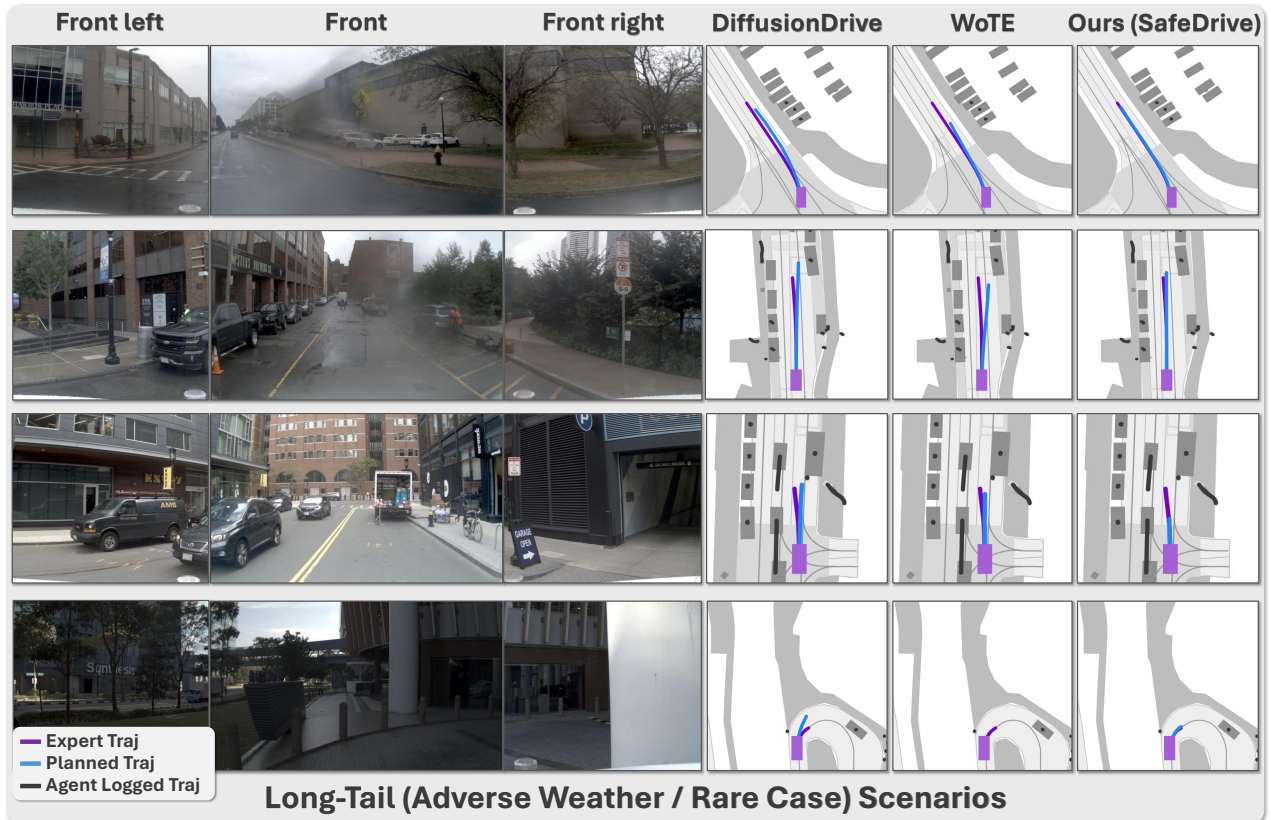 Front left
Front
Front right
DiffusionDrive
WoTE
Ours (SafeDrive)
GARAGE
OPEN
Synthesis
Expert Traj
Planned Traj
Agent Logged Traj
Long-Tail (Adverse Weather / Rare Case) Scenarios